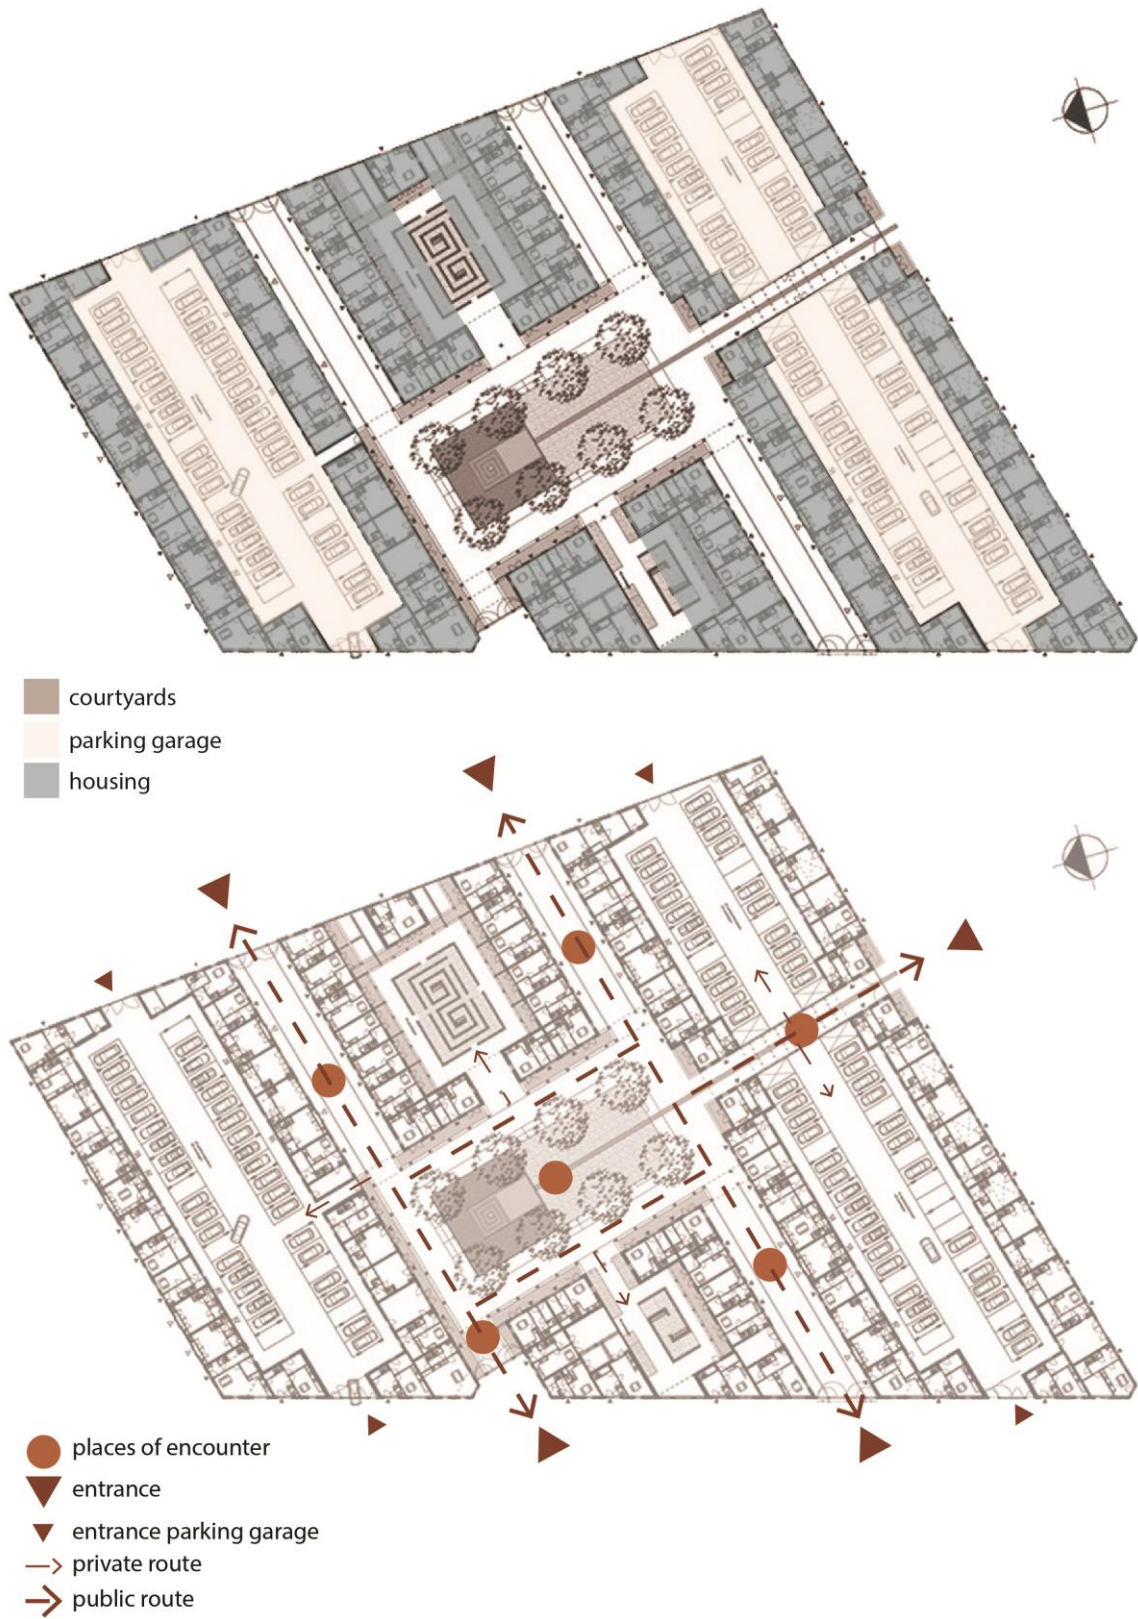 courtyards
parking garage
housing
places of encounter
entrance
entrance parking garage
private route
public route